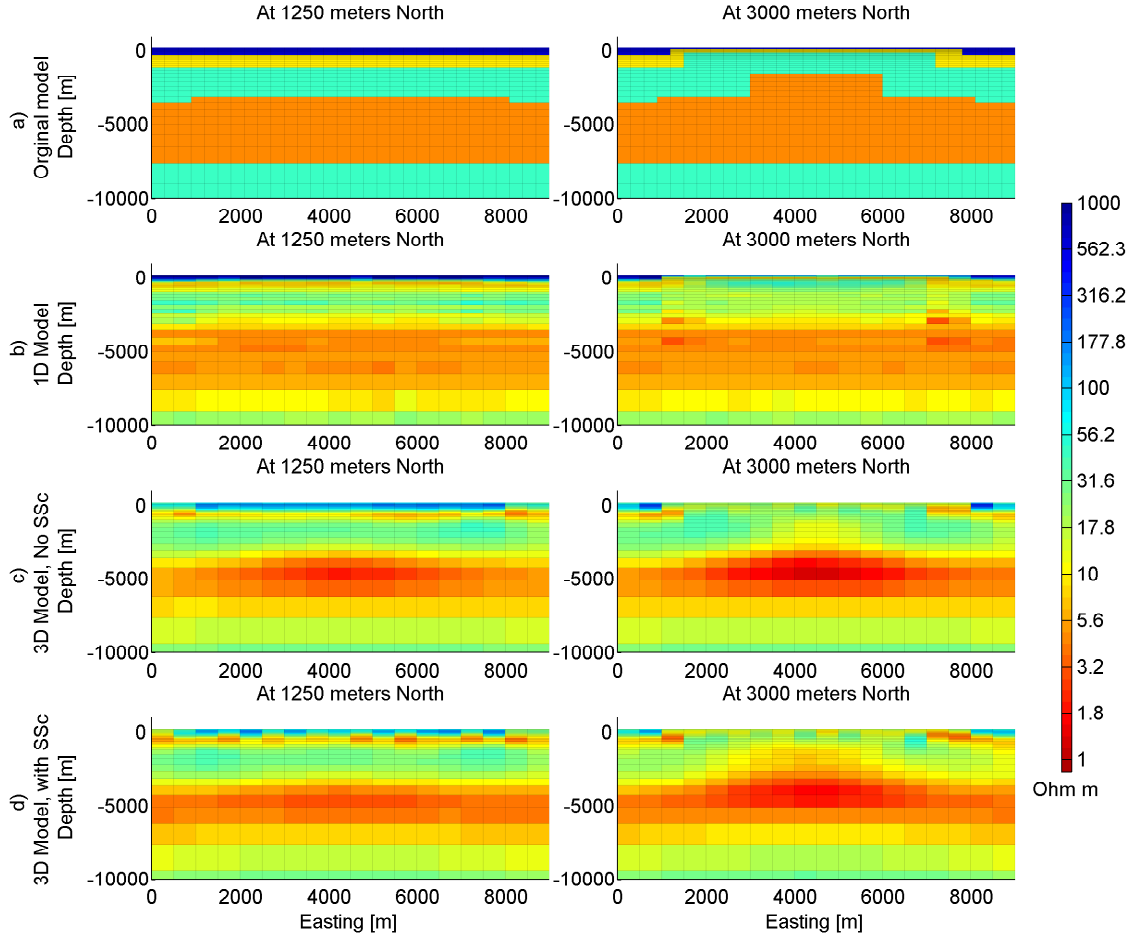 At 1250 meters North
At 3000 meters North
a)
Orginal model
Depth [m]
0
-5000
-10000
0 2000 4000 6000 8000
0
-5000
-10000
0 2000 4000 6000 8000
At 1250 meters North
At 3000 meters North
b)
1D Model
Depth [m]
0
-5000
-10000
0 2000 4000 6000 8000
0
-5000
-10000
0 2000 4000 6000 8000
At 1250 meters North
At 3000 meters North
c)
3D Model, No SSc
Depth [m]
0
-5000
-10000
0 2000 4000 6000 8000
0
-5000
-10000
0 2000 4000 6000 8000
At 1250 meters North
At 3000 meters North
d)
3D Model, with SSc
Depth [m]
0
-5000
-10000
0 2000 4000 6000 8000
Easting [m]
0
-5000
-10000
0 2000 4000 6000 8000
Easting [m]
1000
562.3
316.2
177.8
100
56.2
31.6
17.8
10
5.6
3.2
1.8
1
Ohm m